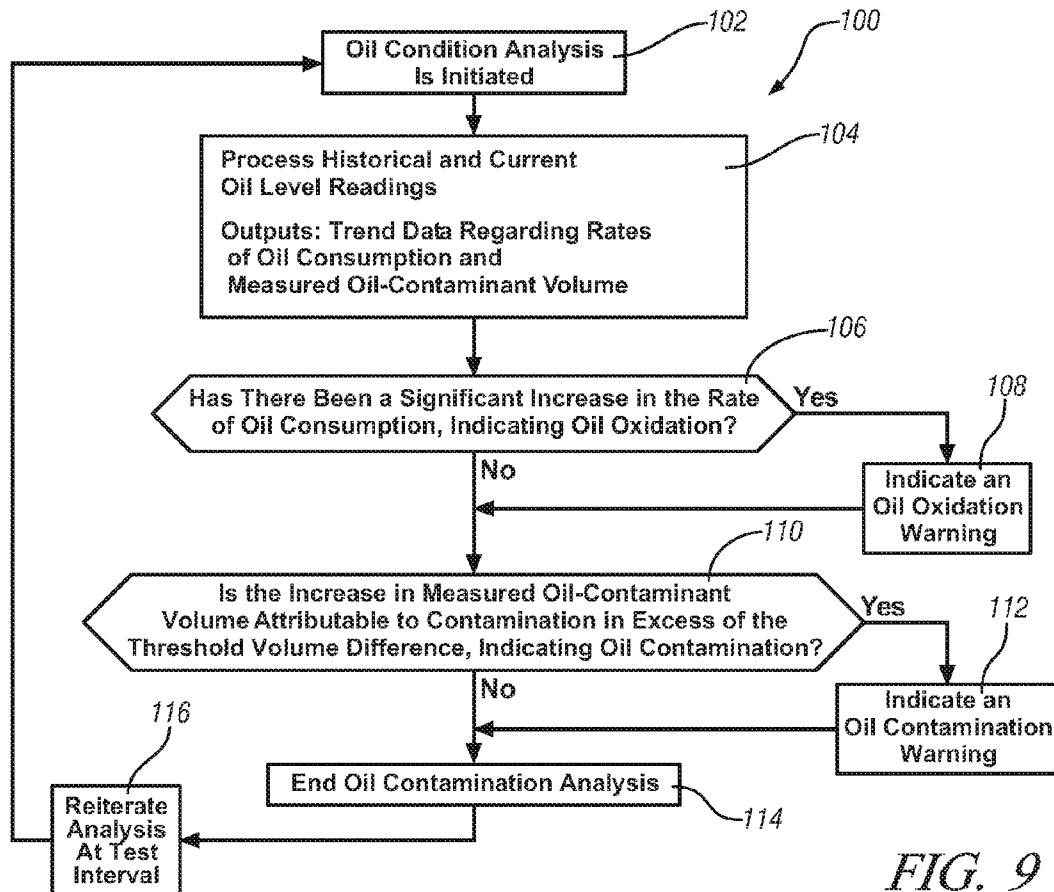 102
100
Oil Condition Analysis
Is Initiated
104
Process Historical and Current
Oil Level Readings
Outputs: Trend Data Regarding Rates
of Oil Consumption and
Measured Oil-Contaminant Volume
106
Has There Been a Significant Increase in the Rate
of Oil Consumption, Indicating Oil Oxidation?
Yes
108
No
Indicate an
Oil Oxidation
Warning
110
Is the Increase in Measured Oil-Contaminant
Volume Attributable to Contamination in Excess of the
Threshold Volume Difference, Indicating Oil Contamination?
Yes
112
No
Indicate an
Oil Contamination
Warning
116
End Oil Contamination Analysis
114
Reiterate
Analysis
At Test
Interval
FIG. 9